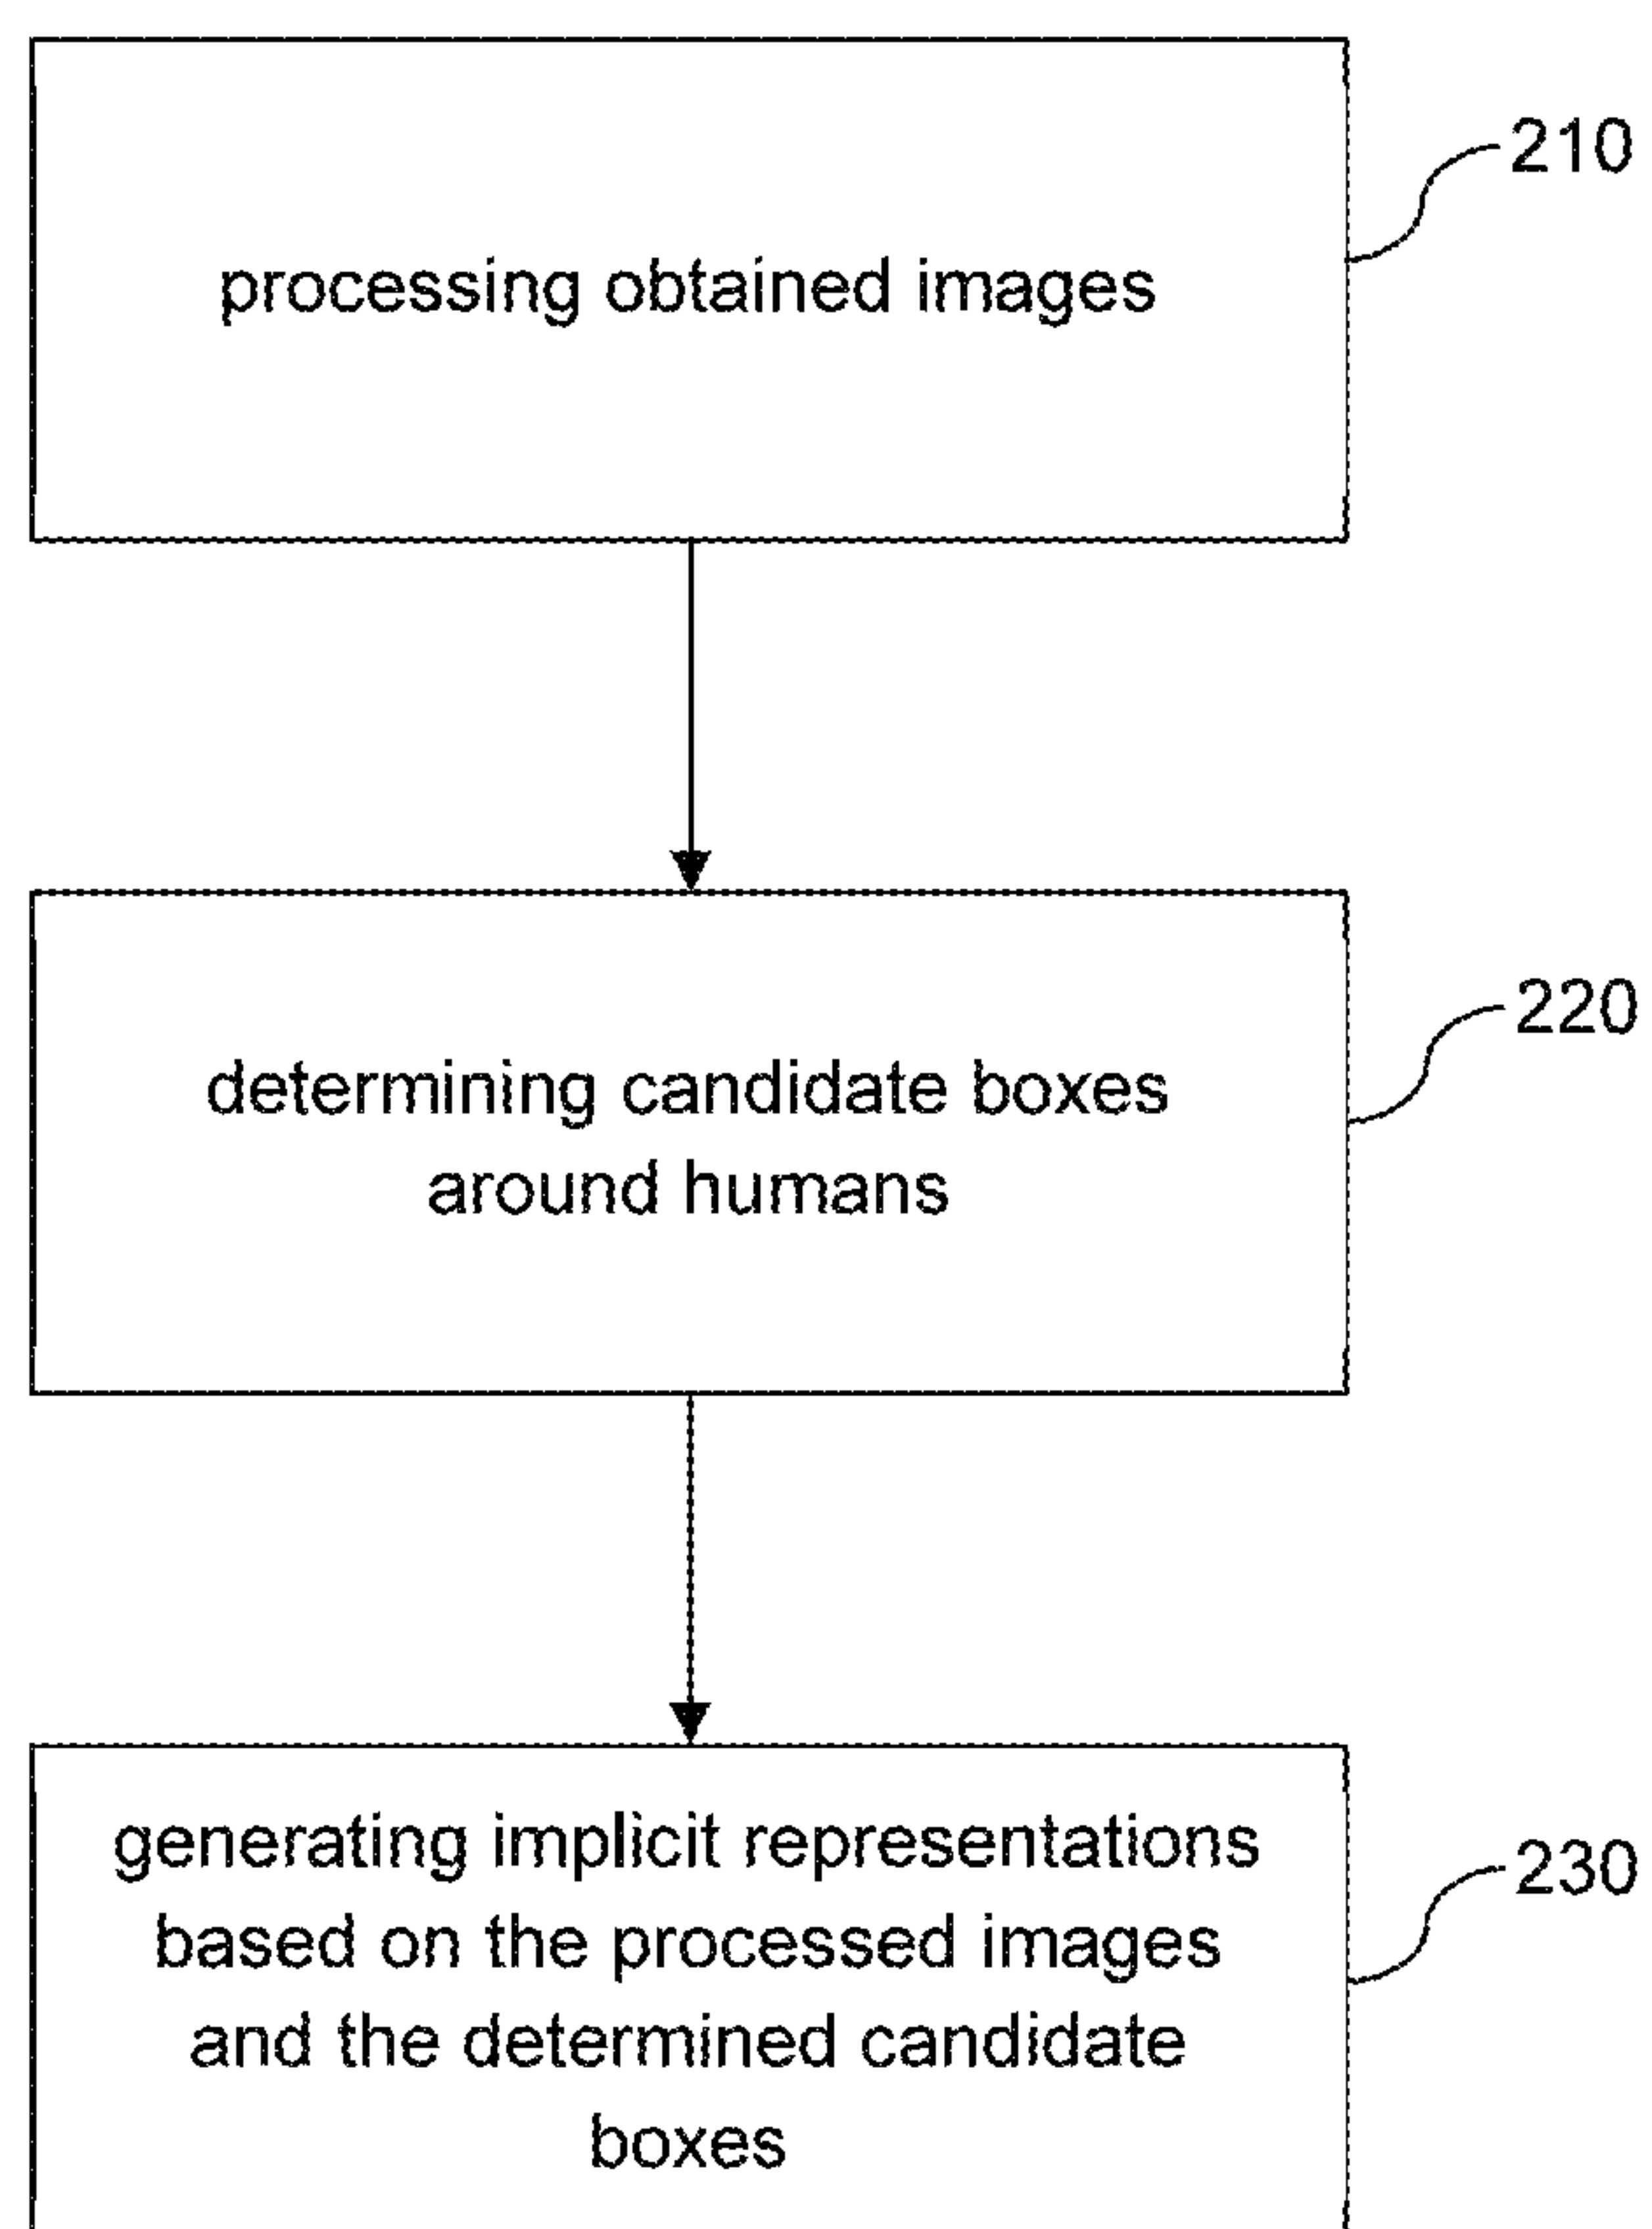 210
processing obtained images
220
determining candidate boxes
around humans
generating implicit representations
230
based on the processed images
and the determined candidate
boxes